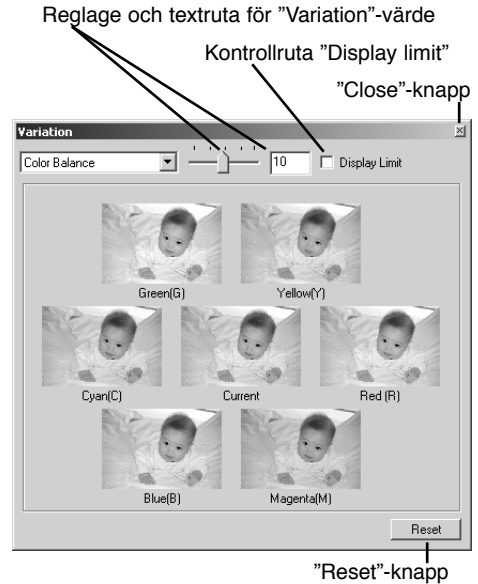 Reglage och textruta för ”Variation”-värde
Kontrollruta ”Display limit”
”Close”-knapp
Variation
Color Balance
10
Display Limit
Green(G)
Yellow(Y)
Cyan(C)
Current
Red (R)
Blue(B)
Magenta(M)
Reset
”Reset”-knapp